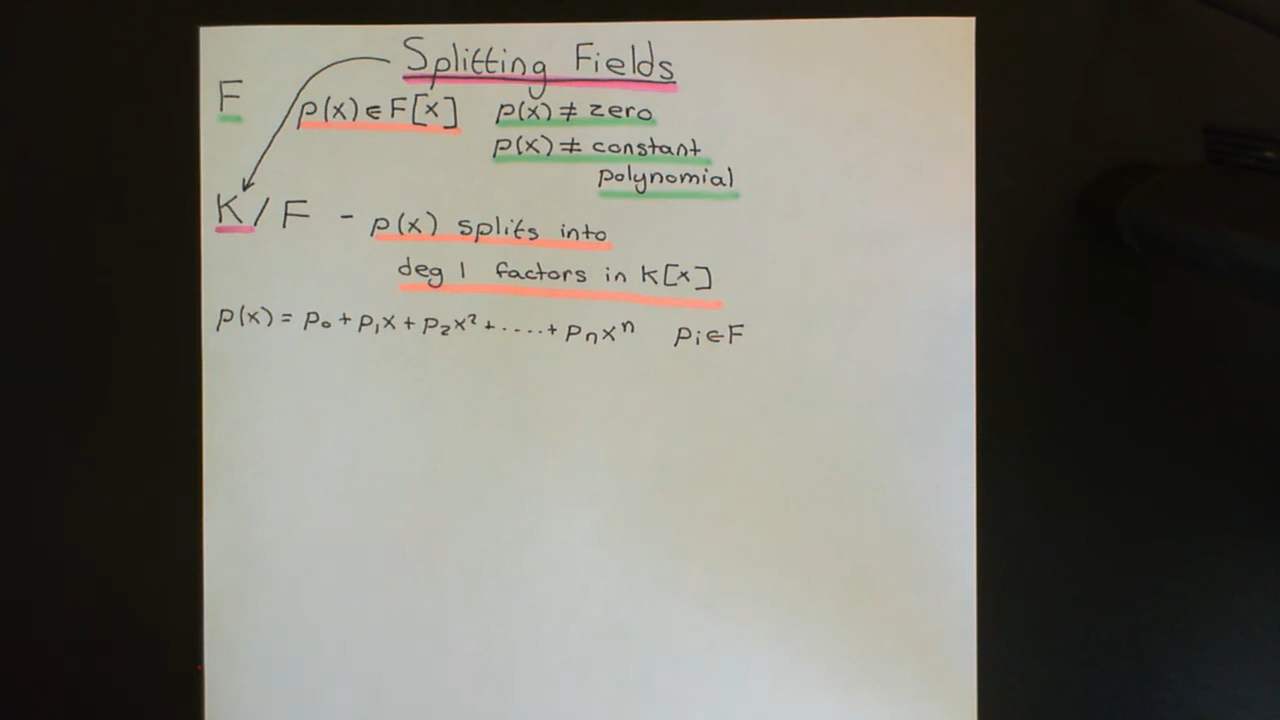 Splitting Fields
F p(x) ∈ F[x] p(x) ≠ zero
p(x) ≠ constant
polynomial
K/F - p(x) splits into
deg 1 factors in K[x]
p(x) = p₀ + p₁x + p₂x² + ..... + pₙxⁿ pᵢ ∈ F